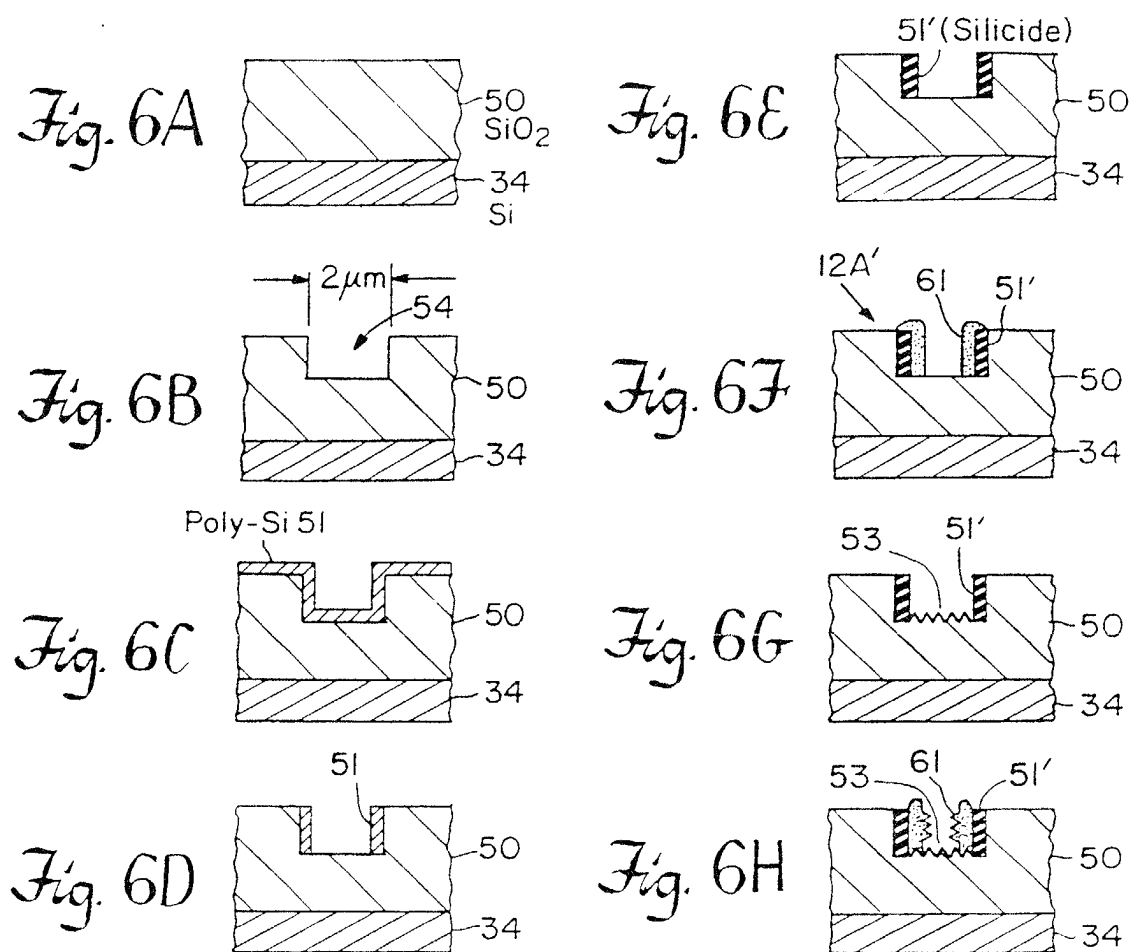 Fig. 6A
50
SiO2
34
Si
Fig. 6B
2μm
54
50
34
Fig. 6C
Poly-Si 51
50
34
Fig. 6D
51
50
34
Fig. 6E
51′(Silicide)
50
34
Fig. 6F
12A′
61
51′
50
34
Fig. 6G
53
51′
50
34
Fig. 6H
53
61
51′
50
34